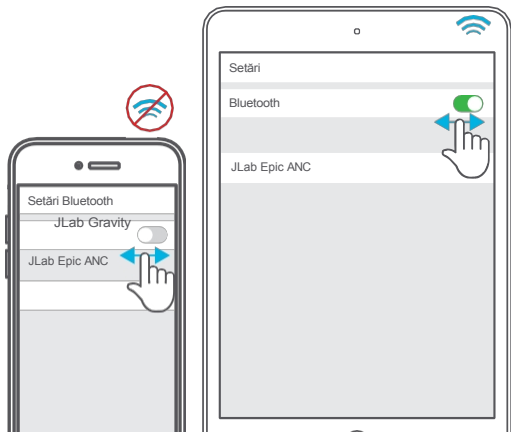 Setări
Bluetooth
JLab Epic ANC
Setări Bluetooth
JLab Gravity
JLab Epic ANC